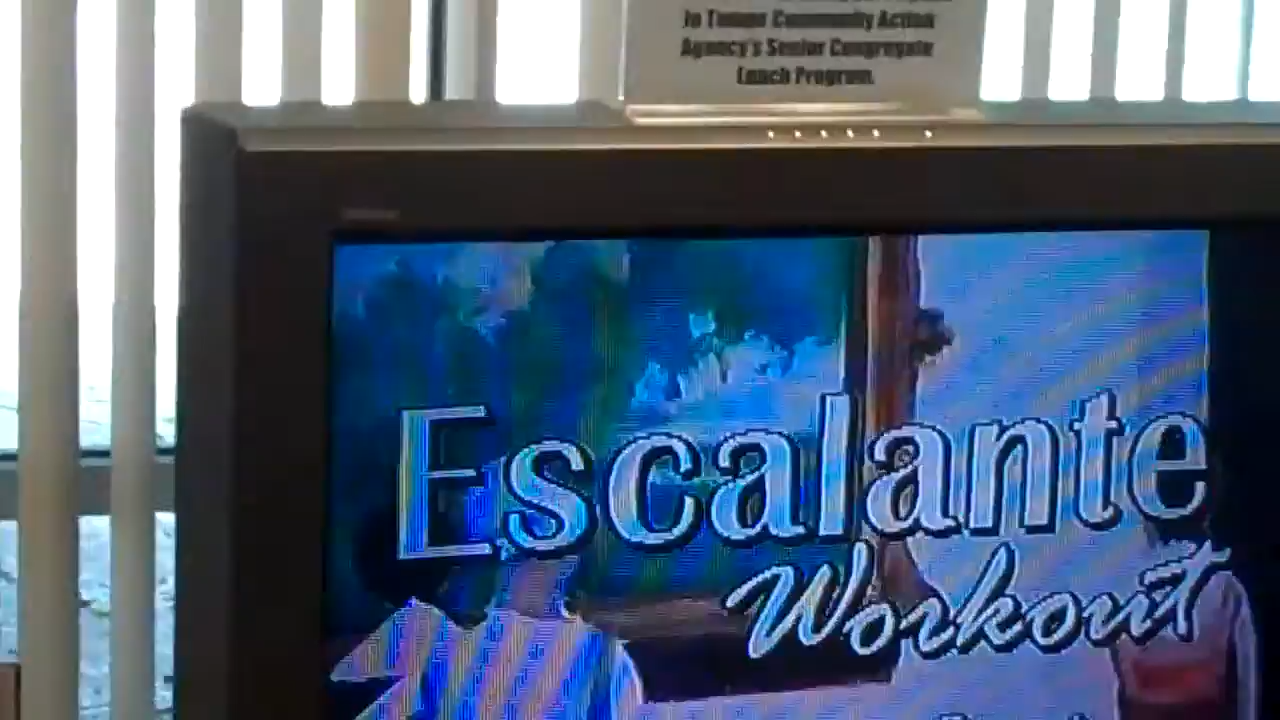 to Tanner Community Action
Agency's Senior Congregate
Lunch Program.
Escalante
Workout